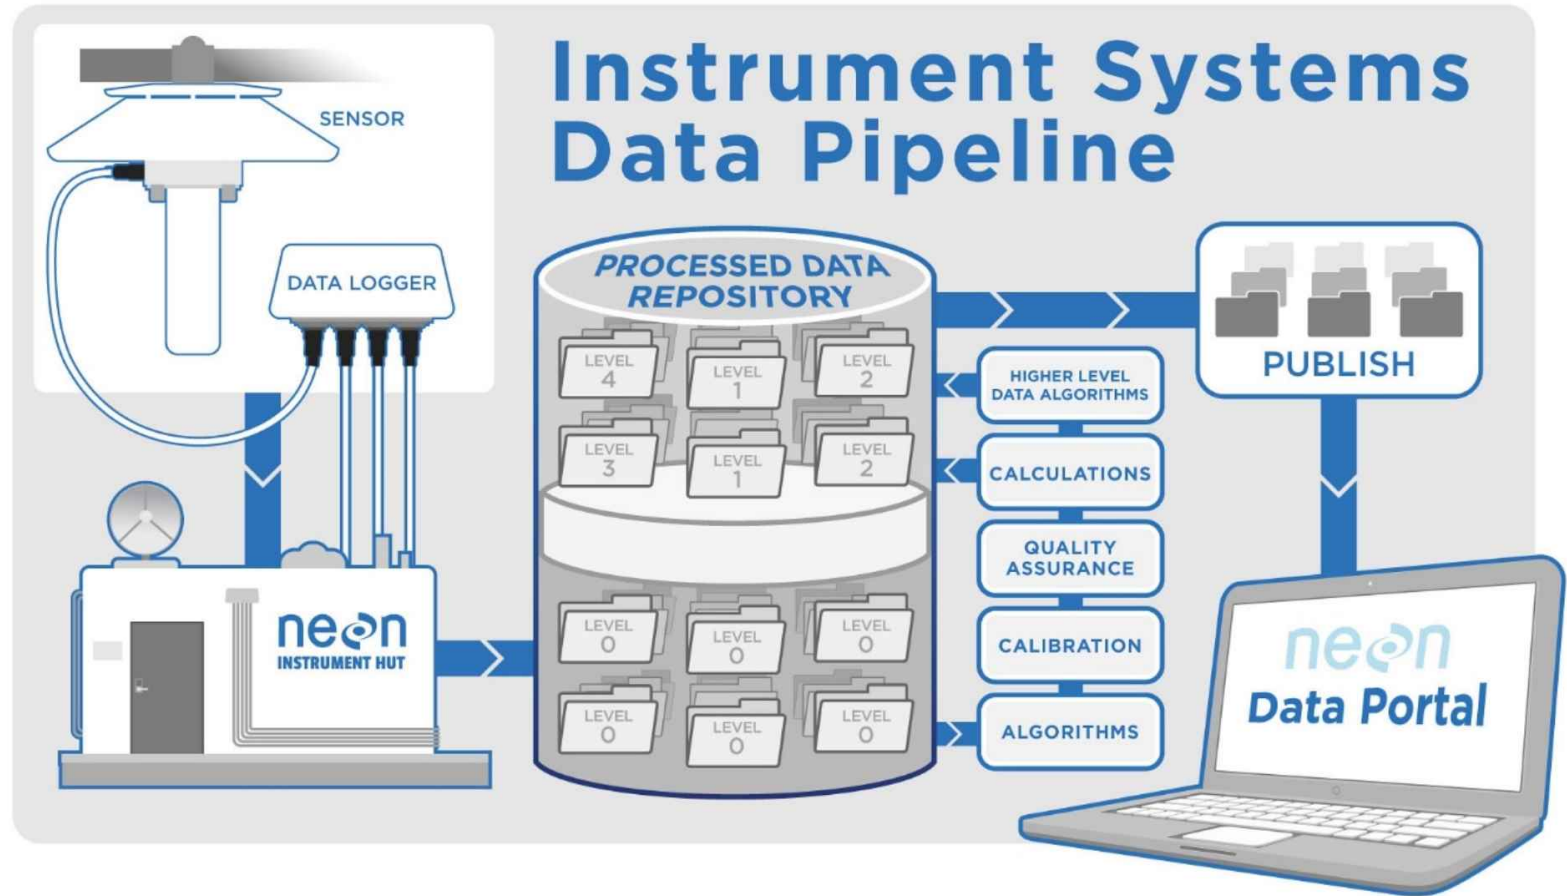 Instrument Systems
Data Pipeline
SENSOR
DATA LOGGER
neon
INSTRUMENT HUT
PROCESSED DATA
REPOSITORY
LEVEL
4
LEVEL
1
LEVEL
2
LEVEL
3
LEVEL
1
LEVEL
2
LEVEL
0
LEVEL
0
LEVEL
0
LEVEL
0
LEVEL
0
LEVEL
0
HIGHER LEVEL
DATA ALGORITHMS
CALCULATIONS
QUALITY
ASSURANCE
CALIBRATION
ALGORITHMS
PUBLISH
neon
Data Portal